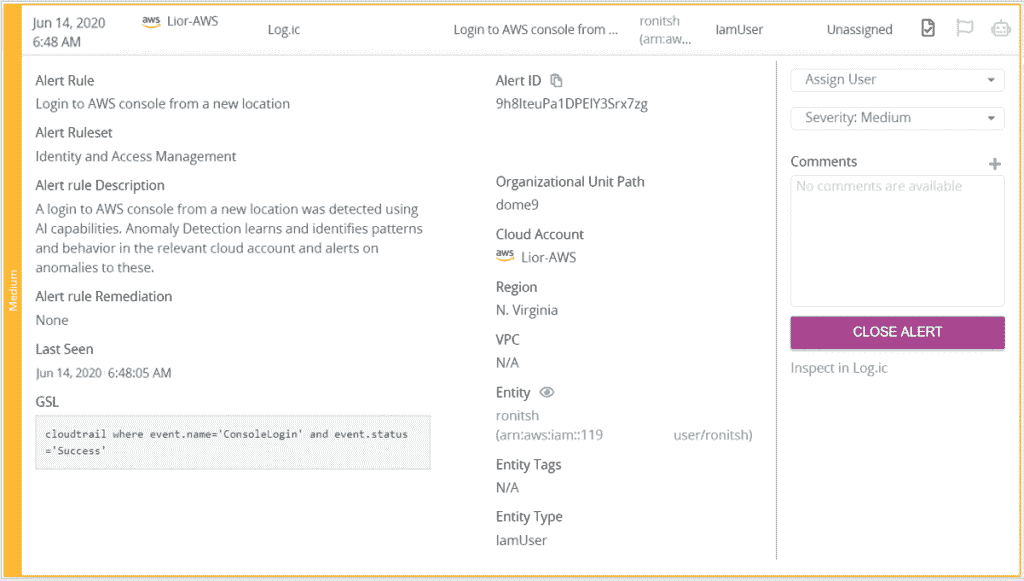 Jun 14, 2020
6:48 AM
aws Lior-AWS
Log.ic
Login to AWS console from ...
ronitsh
(arn:aw...
IamUser
Unassigned
Alert Rule
Login to AWS console from a new location
Alert Ruleset
Identity and Access Management
Alert rule Description
A login to AWS console from a new location was detected using
AI capabilities. Anomaly Detection learns and identifies patterns
and behavior in the relevant cloud account and alerts on
anomalies to these.
Alert rule Remediation
None
Last Seen
Jun 14, 2020 6:48:05 AM
GSL
cloudtrail where event.name='ConsoleLogin' and event.status
='Success'
Medium
Alert ID
9h8IteuPa1DPEIY3Srx7zg
Organizational Unit Path
dome9
Cloud Account
aws Lior-AWS
Region
N. Virginia
VPC
N/A
Entity
ronitsh
(arn:aws:iam::119 user/ronitsh)
Entity Tags
N/A
Entity Type
IamUser
Assign User
Severity: Medium
Comments
No comments are available
CLOSE ALERT
Inspect in Log.ic